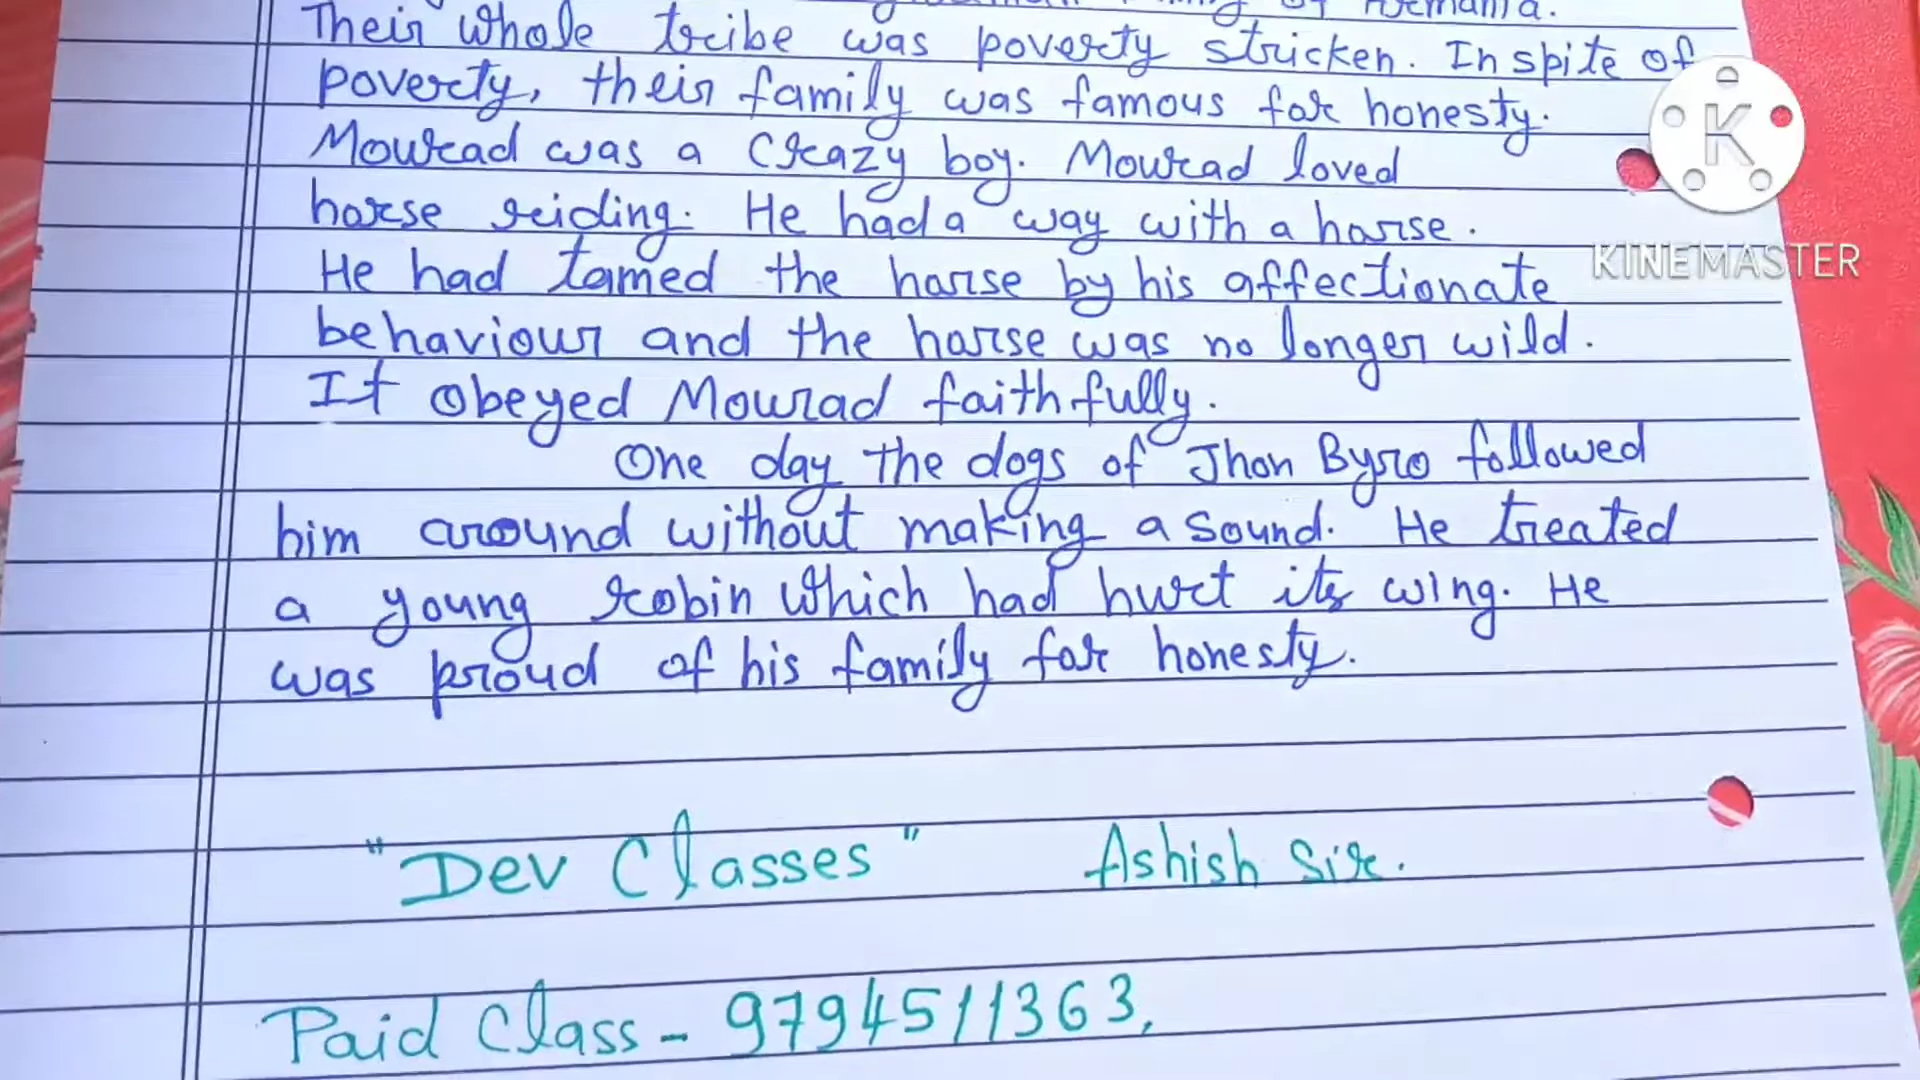 of
Their whole tribe was poverty stricken. In spite of
poverty, their family was famous for honesty.
Mourad was a crazy boy. Mourad loved
horse riding. He had a way with a horse.
He had tamed the horse by his affectionate
behaviour and the horse was no longer wild.
It obeyed Mourad faithfully.
One day the dogs of Jhon Byro followed
him around without making a sound. He treated
a young robin which had hurt its wing. He
was proud of his family for honesty.
"Dev Classes" Ashish Sir.
Paid Class - 9794511363,
K
KINEMASTER